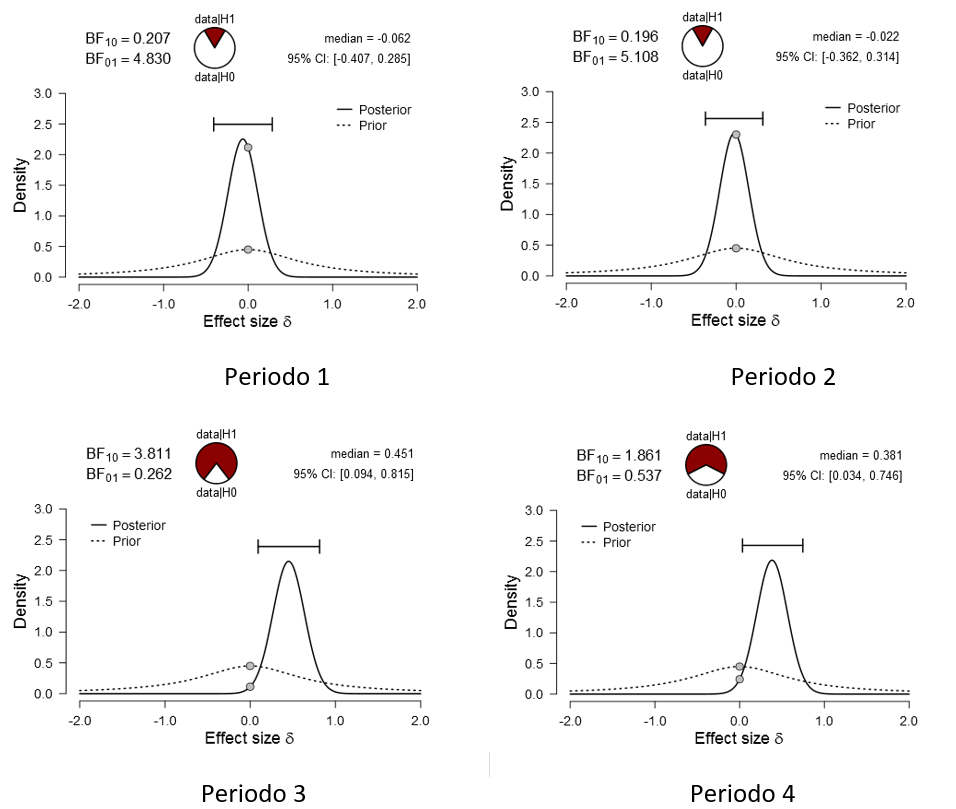 data|H1
BF10 = 0.207
BF01 = 4.830
data|H0
median = -0.062
95% CI: [-0.407, 0.285]
Posterior
Prior
3.0
2.5
2.0
1.5
1.0
0.5
0.0
Density
-2.0 -1.0 0.0 1.0 2.0
Effect size δ
Periodo 1
data|H1
BF10 = 0.196
BF01 = 5.108
data|H0
median = -0.022
95% CI: [-0.362, 0.314]
Posterior
Prior
3.0
2.5
2.0
1.5
1.0
0.5
0.0
Density
-2.0 -1.0 0.0 1.0 2.0
Effect size δ
Periodo 2
data|H1
BF10 = 3.811
BF01 = 0.262
data|H0
median = 0.451
95% CI: [0.094, 0.815]
Posterior
Prior
3.0
2.5
2.0
1.5
1.0
0.5
0.0
Density
-2.0 -1.0 0.0 1.0 2.0
Effect size δ
Periodo 3
data|H1
BF10 = 1.861
BF01 = 0.537
data|H0
median = 0.381
95% CI: [0.034, 0.746]
Posterior
Prior
3.0
2.5
2.0
1.5
1.0
0.5
0.0
Density
-2.0 -1.0 0.0 1.0 2.0
Effect size δ
Periodo 4